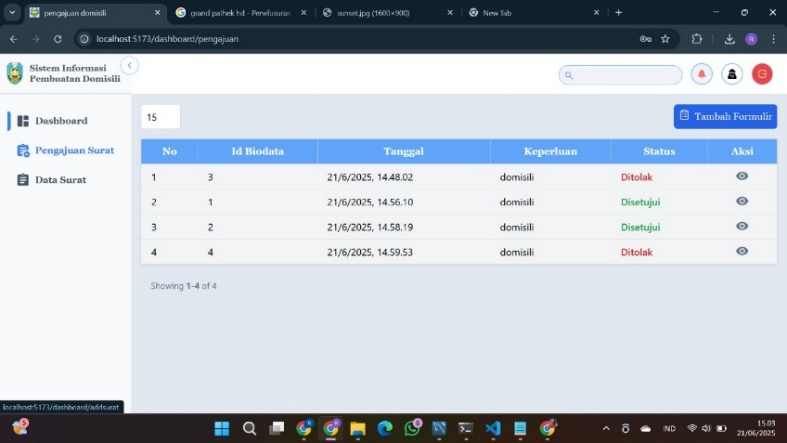 pengajuan domisili
grand pathek hd - Penelusuran
sunset.jpg (1600×900)
New Tab
localhost:5173/dashboard/pengajuan
Sistem Informasi
Pembuatan Domisili
G
Dashboard
Pengajuan Surat
Data Surat
15
Tambah Formulir
No Id Biodata Tanggal Keperluan Status Aksi
1 3 21/6/2025, 14.48.02 domisili Ditolak
2 1 21/6/2025, 14.56.10 domisili Disetujui
3 2 21/6/2025, 14.58.19 domisili Disetujui
4 4 21/6/2025, 14.59.53 domisili Ditolak
Showing 1-4 of 4
localhost:5173/dashboard/addsurat
IND
15.03
21/06/2025